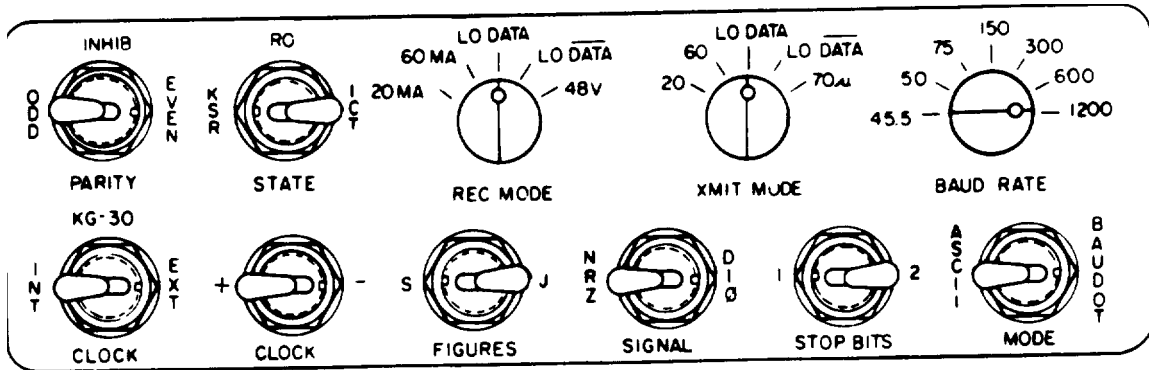 INHIB
ODD
EVEN
PARITY
RO
KSR
ICT
STATE
20 MA
60 MA
LO DATA
LO D̅A̅T̅A̅
48V
REC MODE
20
60
LO DATA
LO D̅A̅T̅A̅
70µ
XMIT MODE
45.5
50
75
150
300
600
1200
BAUD RATE
KG-30
INT
EXT
CLOCK
+
-
CLOCK
S
J
FIGURES
NRZ
DIØ
SIGNAL
1
2
STOP BITS
ASCII
BAUDOT
MODE